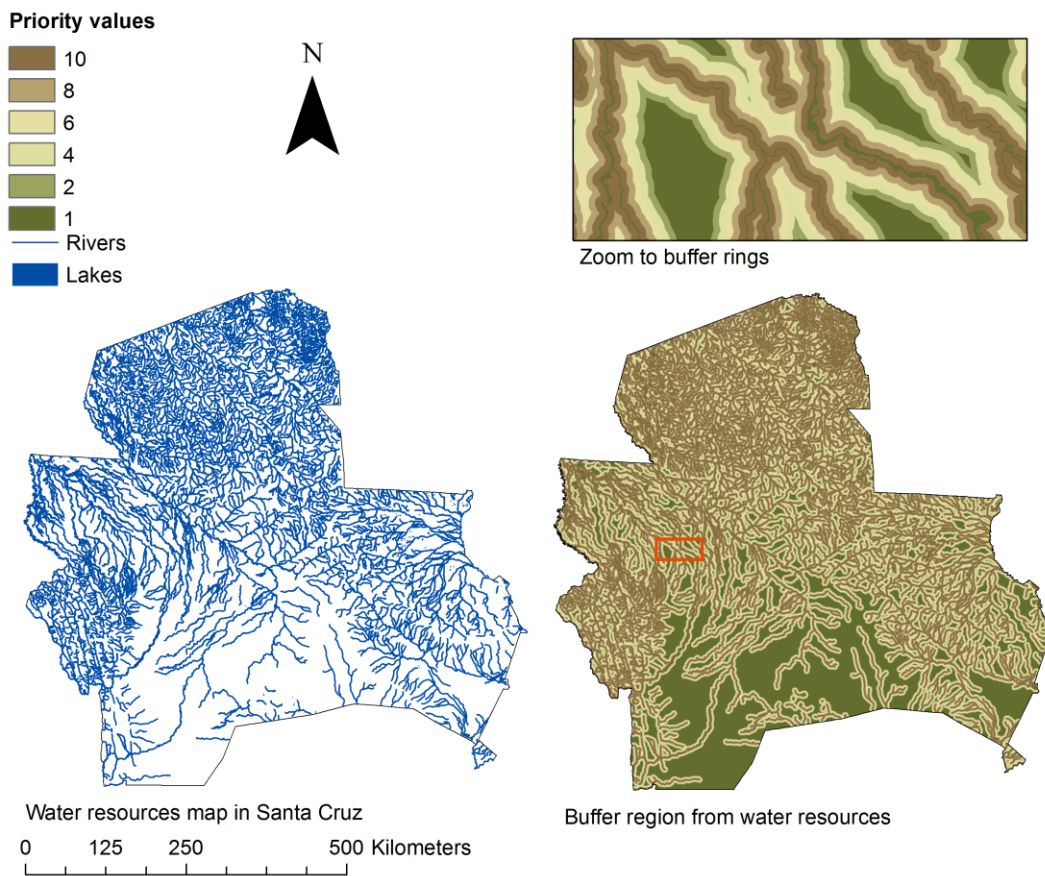 Priority values
10
8
6
4
2
1
Rivers
Lakes
N
Zoom to buffer rings
Water resources map in Santa Cruz
0 125 250 500 Kilometers
Buffer region from water resources